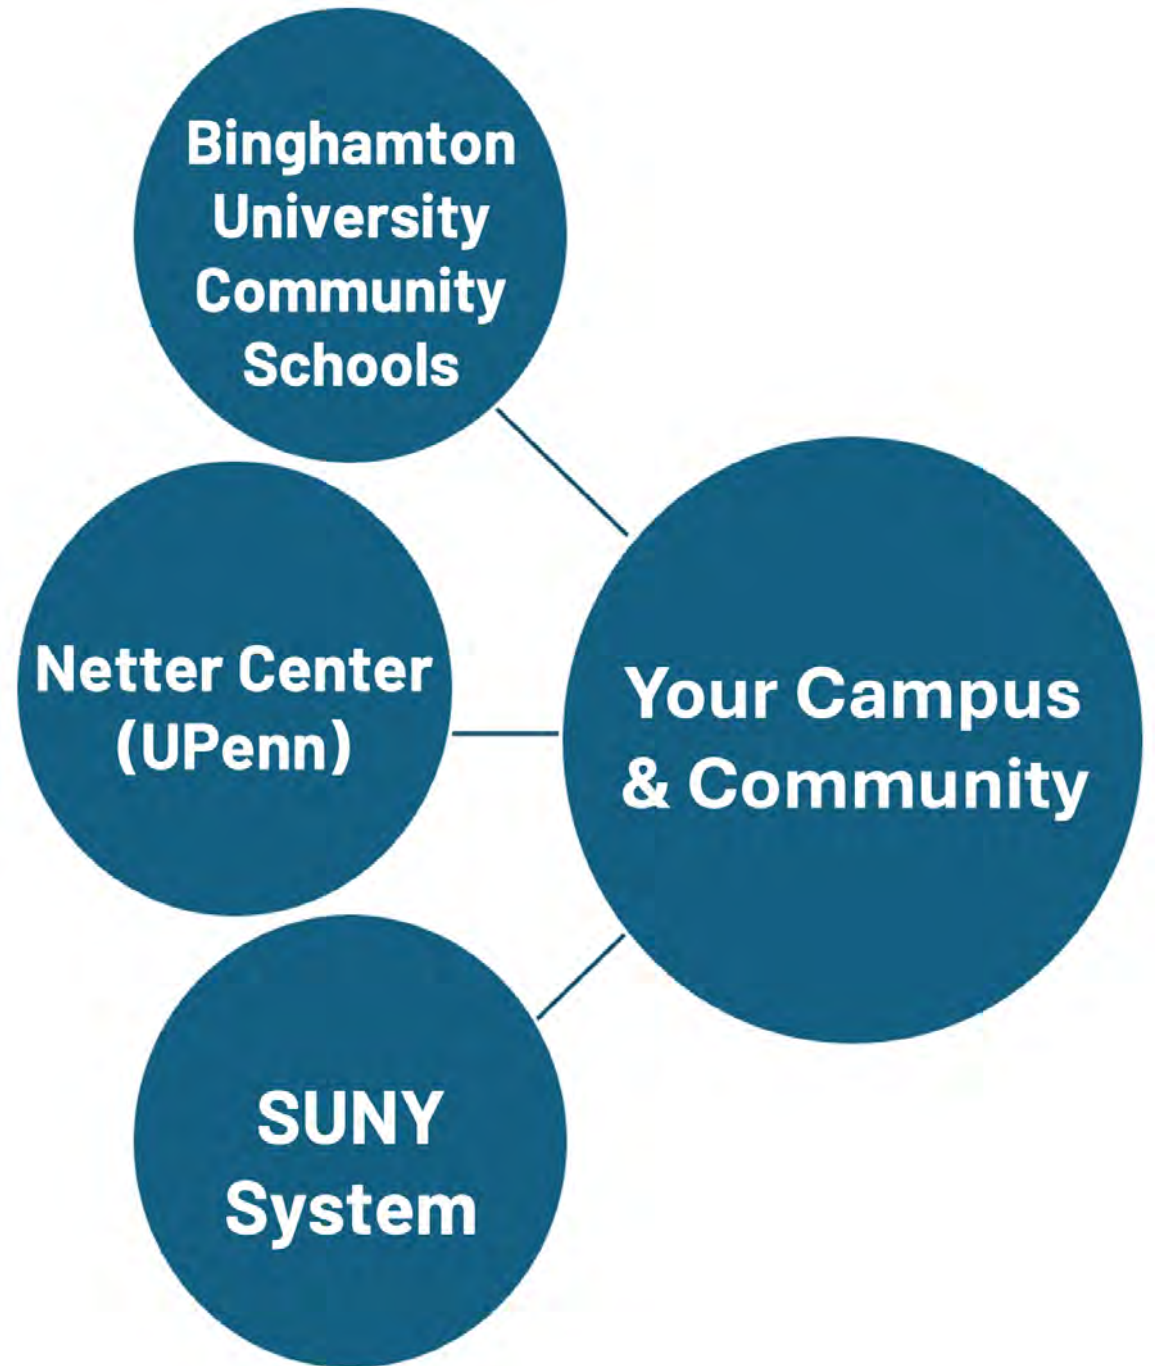 Binghamton
University
Community
Schools
Netter Center
(UPenn)
Your Campus
& Community
SUNY
System